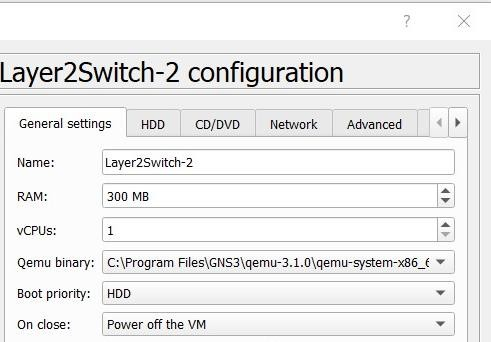 ?
Layer2Switch-2 configuration
General settings HDD CD/DVD Network Advanced
Name: Layer2Switch-2
RAM: 300 MB
vCPUs: 1
Qemu binary: C:\Program Files\GNS3\qemu-3.1.0\qemu-system-x86_6
Boot priority: HDD
On close: Power off the VM